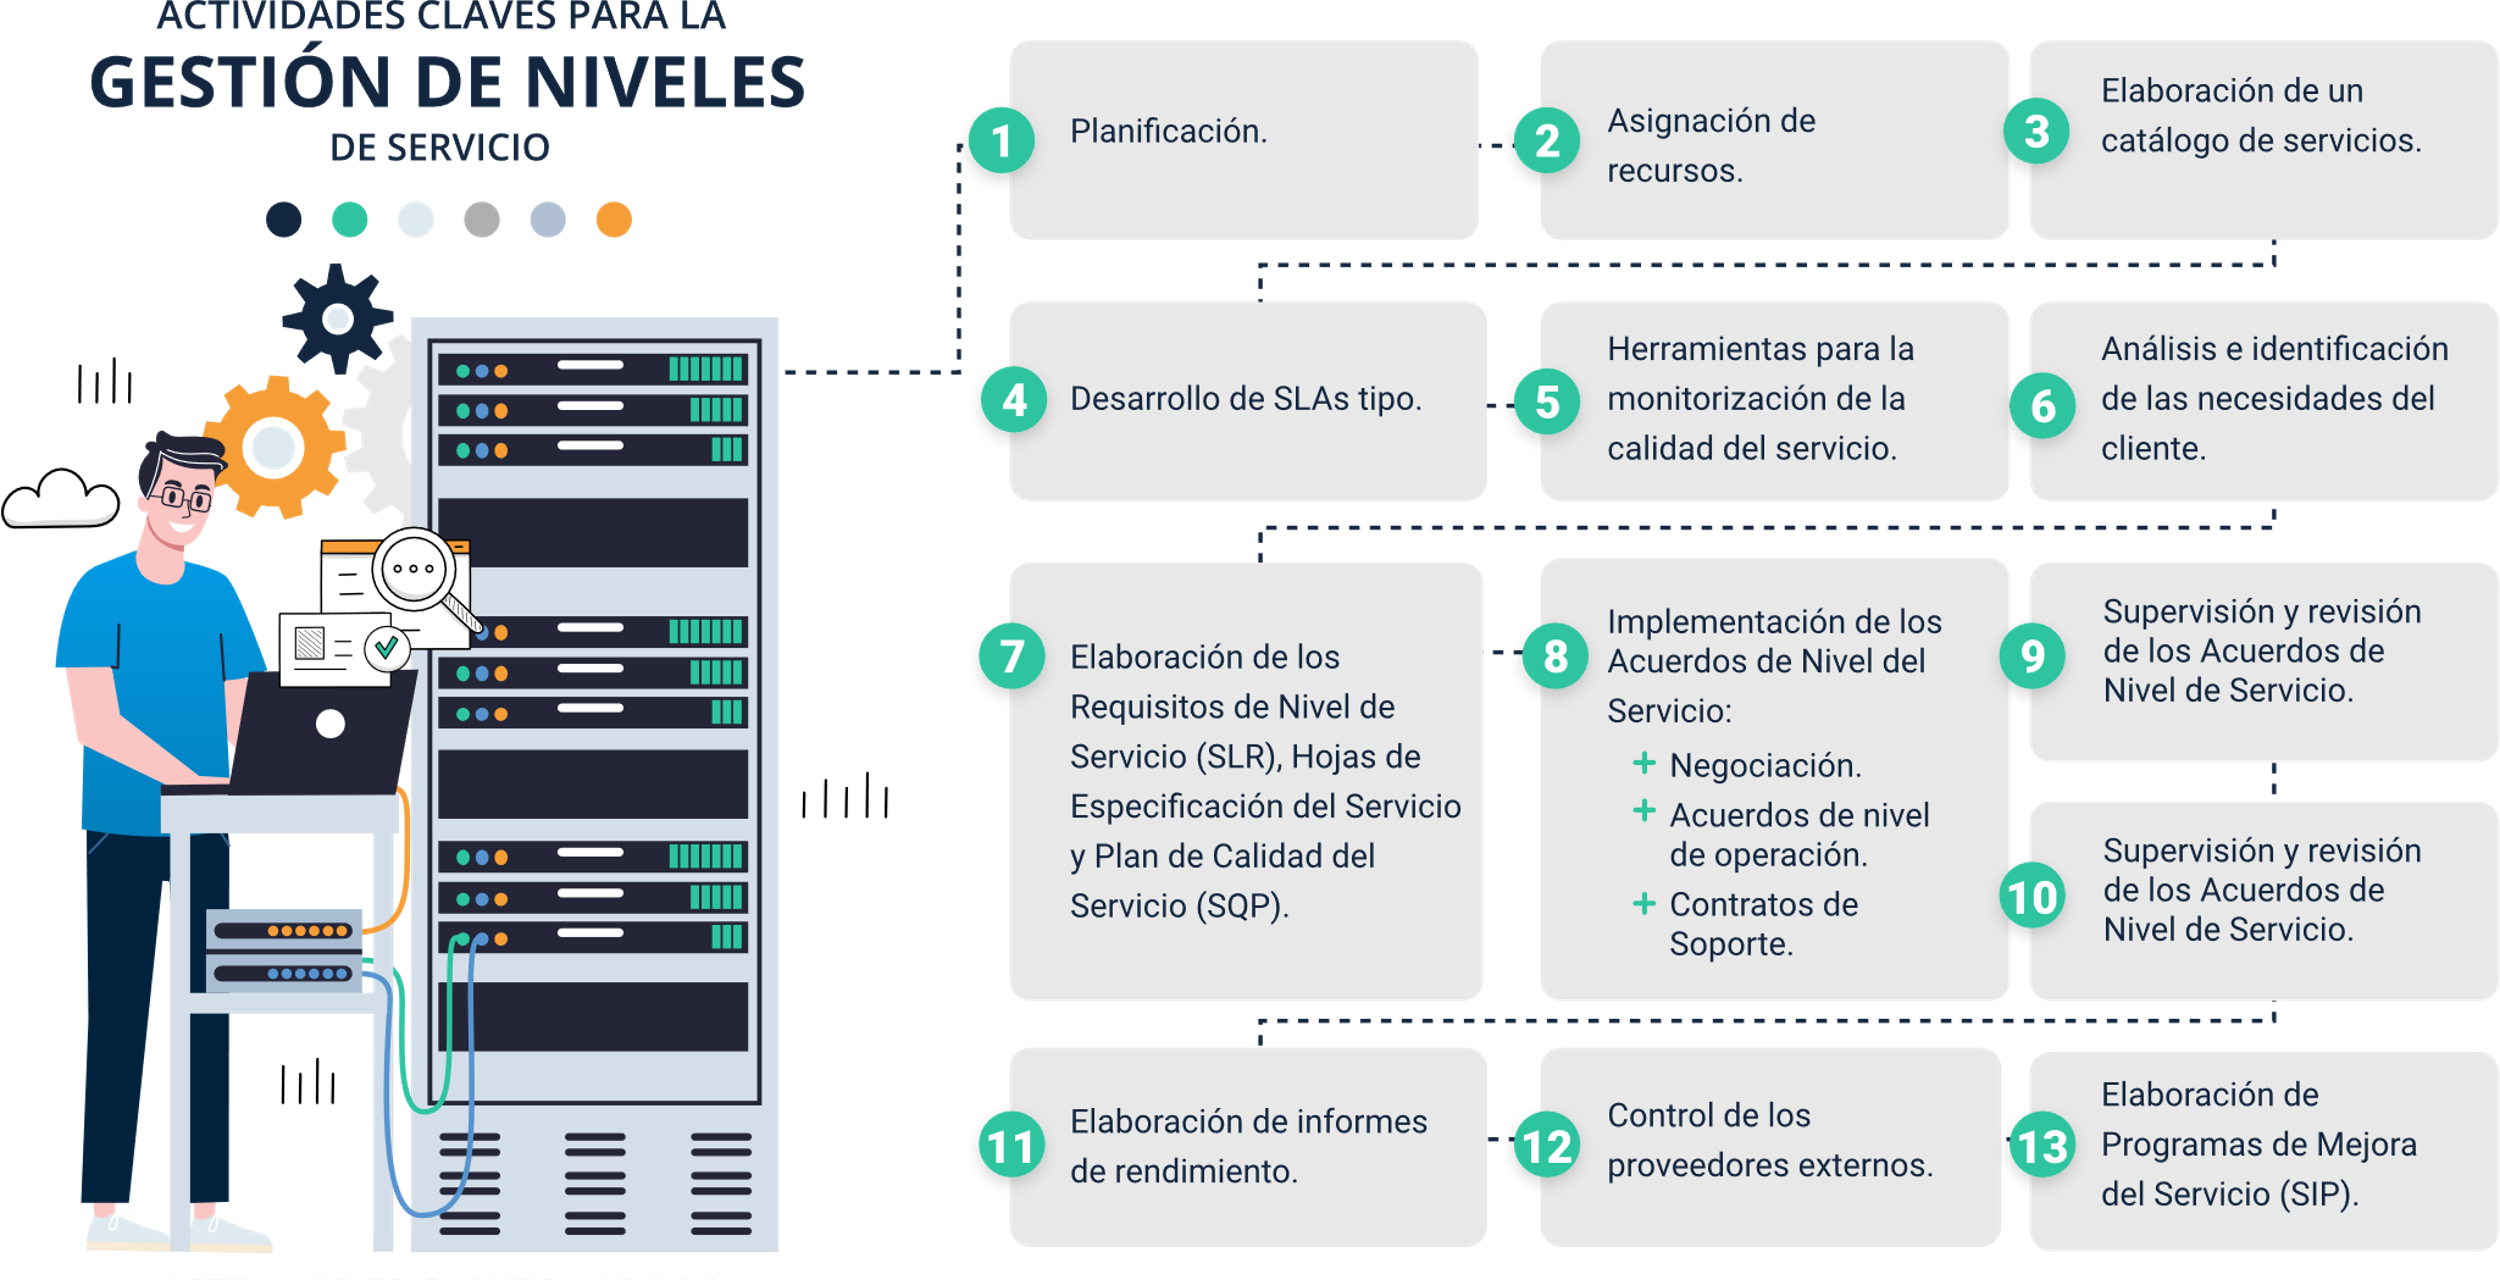 ACTIVIDADES CLAVES PARA LA
GESTIÓN DE NIVELES
DE SERVICIO
1
Planificación.
2
Asignación de
recursos.
3
Elaboración de un
catálogo de servicios.
4
Desarrollo de SLAs tipo.
5
Herramientas para la
monitorización de la
calidad del servicio.
6
Análisis e identificación
de las necesidades del
cliente.
7
Elaboración de los
Requisitos de Nivel de
Servicio (SLR), Hojas de
Especificación del Servicio
y Plan de Calidad del
Servicio (SQP).
8
Implementación de los
Acuerdos de Nivel del
Servicio:
+ Negociación.
+ Acuerdos de nivel
de operación.
+ Contratos de
Soporte.
9
Supervisión y revisión
de los Acuerdos de
Nivel de Servicio.
10
Supervisión y revisión
de los Acuerdos de
Nivel de Servicio.
11
Elaboración de informes
de rendimiento.
12
Control de los
proveedores externos.
13
Elaboración de
Programas de Mejora
del Servicio (SIP).